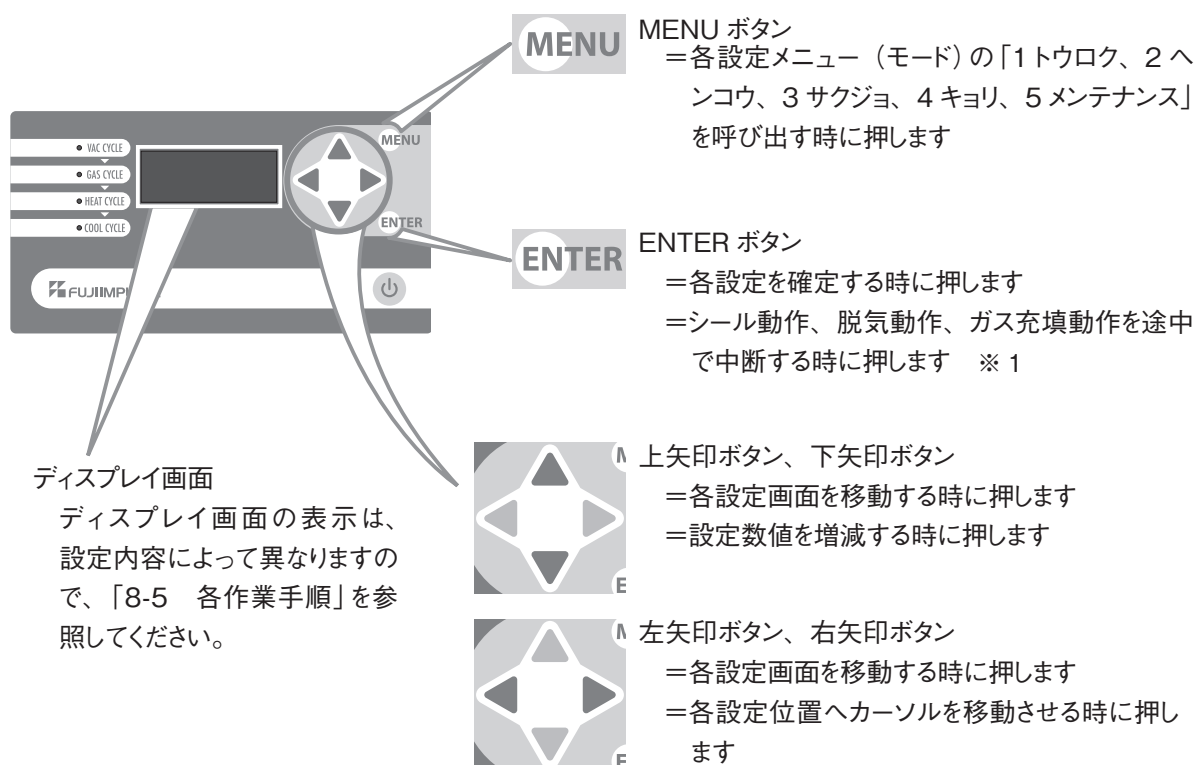 MENU
MENU ボタン
＝各設定メニュー（モード）の「1 トウロク、2 ヘ
ンコウ、3 サクジョ、4 キョリ、5 メンテナンス」
を呼び出す時に押します
VAC CYCLE
GAS CYCLE
HEAT CYCLE
COOL CYCLE
MENU
ENTER
FUJIIMP
ENTER
ENTER ボタン
＝各設定を確定する時に押します
＝シール動作、脱気動作、ガス充填動作を途中
で中断する時に押します　※ 1
ディスプレイ画面
ディスプレイ画面の表示は、
設定内容によって異なりますの
で、「8-5　各作業手順」を参
照してください。
上矢印ボタン、下矢印ボタン
＝各設定画面を移動する時に押します
＝設定数値を増減する時に押します
左矢印ボタン、右矢印ボタン
＝各設定画面を移動する時に押します
＝各設定位置へカーソルを移動させる時に押し
ます